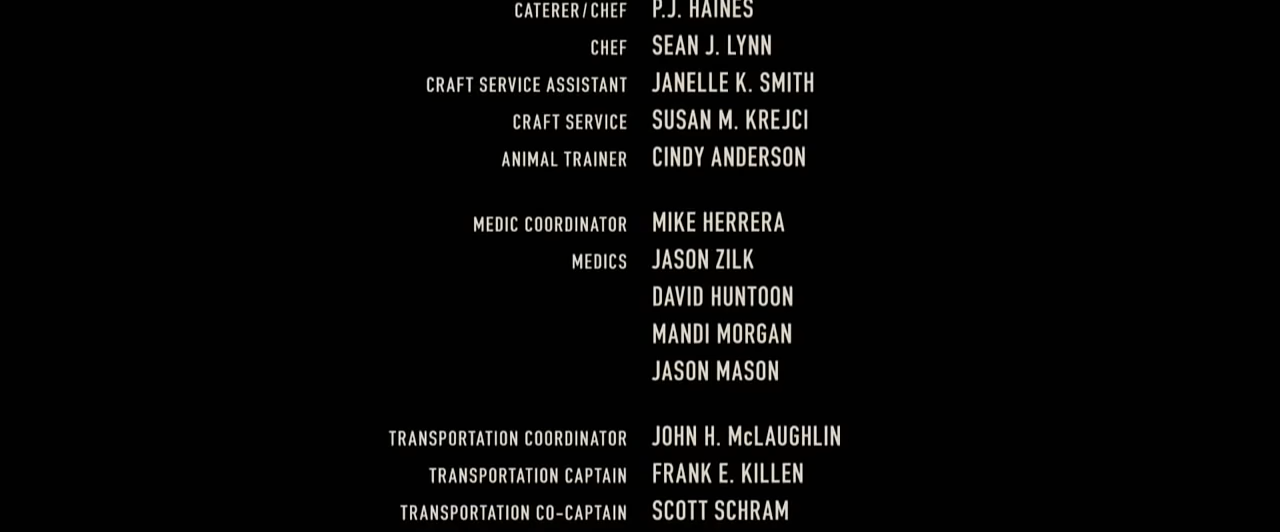 CATERER/CHEF P.J. HAINES
CHEF SEAN J. LYNN
CRAFT SERVICE ASSISTANT JANELLE K. SMITH
CRAFT SERVICE SUSAN M. KREJCI
ANIMAL TRAINER CINDY ANDERSON
MEDIC COORDINATOR MIKE HERRERA
MEDICS JASON ZILK
DAVID HUNTOON
MANDI MORGAN
JASON MASON
TRANSPORTATION COORDINATOR JOHN H. McLAUGHLIN
TRANSPORTATION CAPTAIN FRANK E. KILLEN
TRANSPORTATION CO-CAPTAIN SCOTT SCHRAM